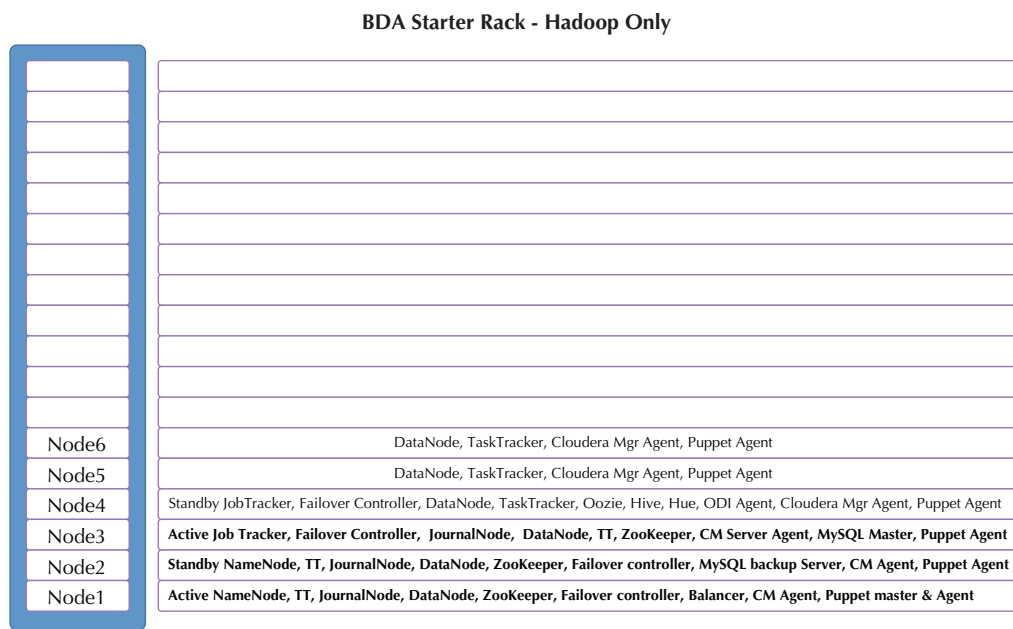 BDA Starter Rack - Hadoop Only
Node6 DataNode, TaskTracker, Cloudera Mgr Agent, Puppet Agent
Node5 DataNode, TaskTracker, Cloudera Mgr Agent, Puppet Agent
Node4 Standby JobTracker, Failover Controller, DataNode, TaskTracker, Oozie, Hive, Hue, ODI Agent, Cloudera Mgr Agent, Puppet Agent
Node3 Active Job Tracker, Failover Controller, JournalNode, DataNode, TT, ZooKeeper, CM Server Agent, MySQL Master, Puppet Agent
Node2 Standby NameNode, TT, JournalNode, DataNode, ZooKeeper, Failover controller, MySQL backup Server, CM Agent, Puppet Agent
Node1 Active NameNode, TT, JournalNode, DataNode, ZooKeeper, Failover controller, Balancer, CM Agent, Puppet master & Agent